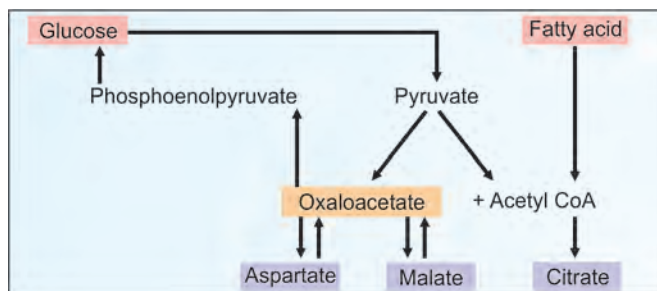 Glucose
Fatty acid
Phosphoenolpyruvate
Pyruvate
Oxaloacetate
+ Acetyl CoA
Aspartate
Malate
Citrate